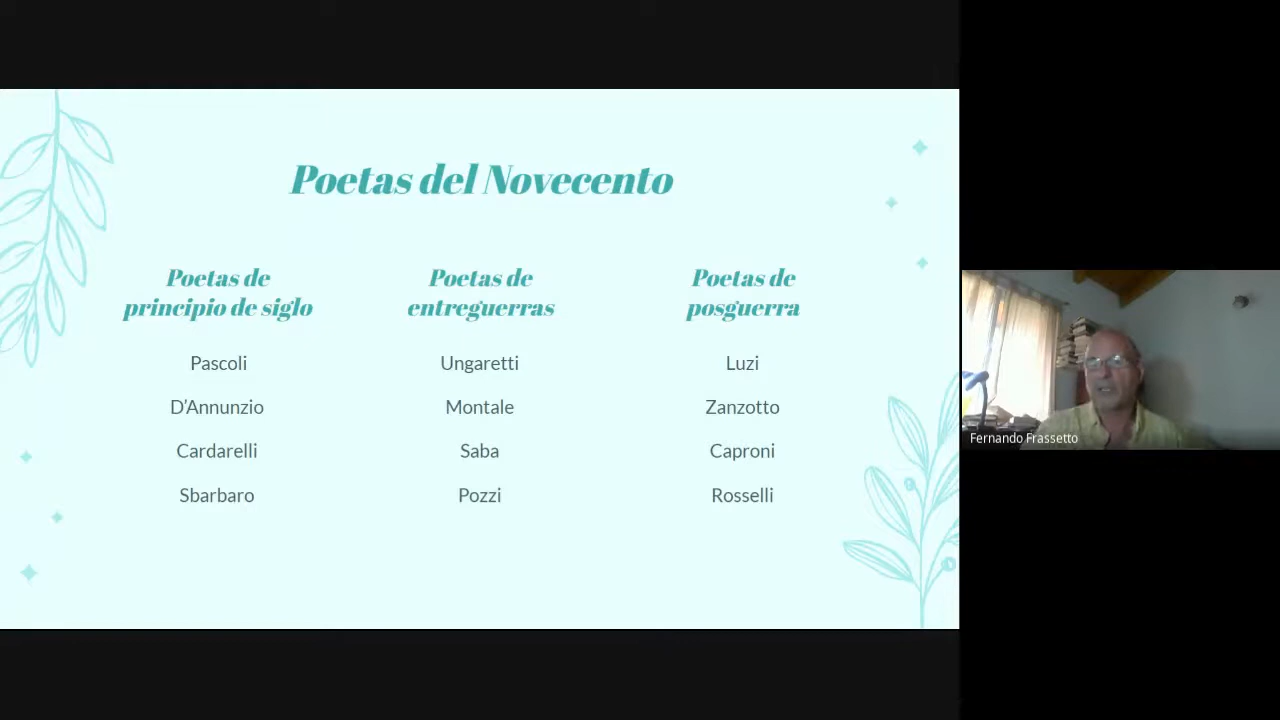 Poetas del Novecento
Poetas de
principio de siglo
Pascoli
D'Annunzio
Cardarelli
Sbarbaro
Poetas de
entreguerras
Ungaretti
Montale
Saba
Pozzi
Poetas de
posguerra
Luzi
Zanzotto
Caproni
Rosselli
Fernando Frassetto